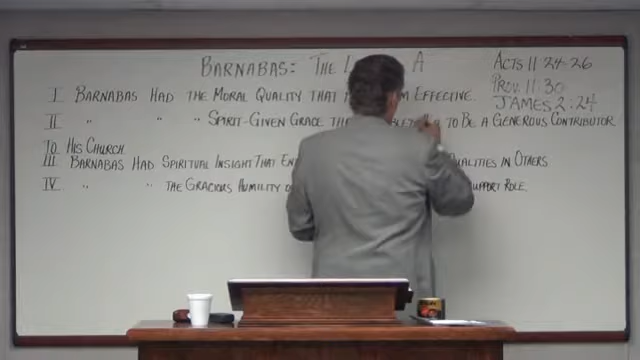 BARNABAS: THE A
ACTS 11:24-26
PROV. 11:30
JAMES 2:24
I BARNABAS HAD THE MORAL QUALITY THAT EFFECTIVE.
II " " " SPIRIT-GIVEN GRACE TO BE A GENEROUS CONTRIBUTOR
TO HIS CHURCH
III BARNABAS HAD SPIRITUAL INSIGHT THAT QUALITIES IN OTHERS
IV " " THE GRACIOUS HUMILITY SUPPORT ROLE.